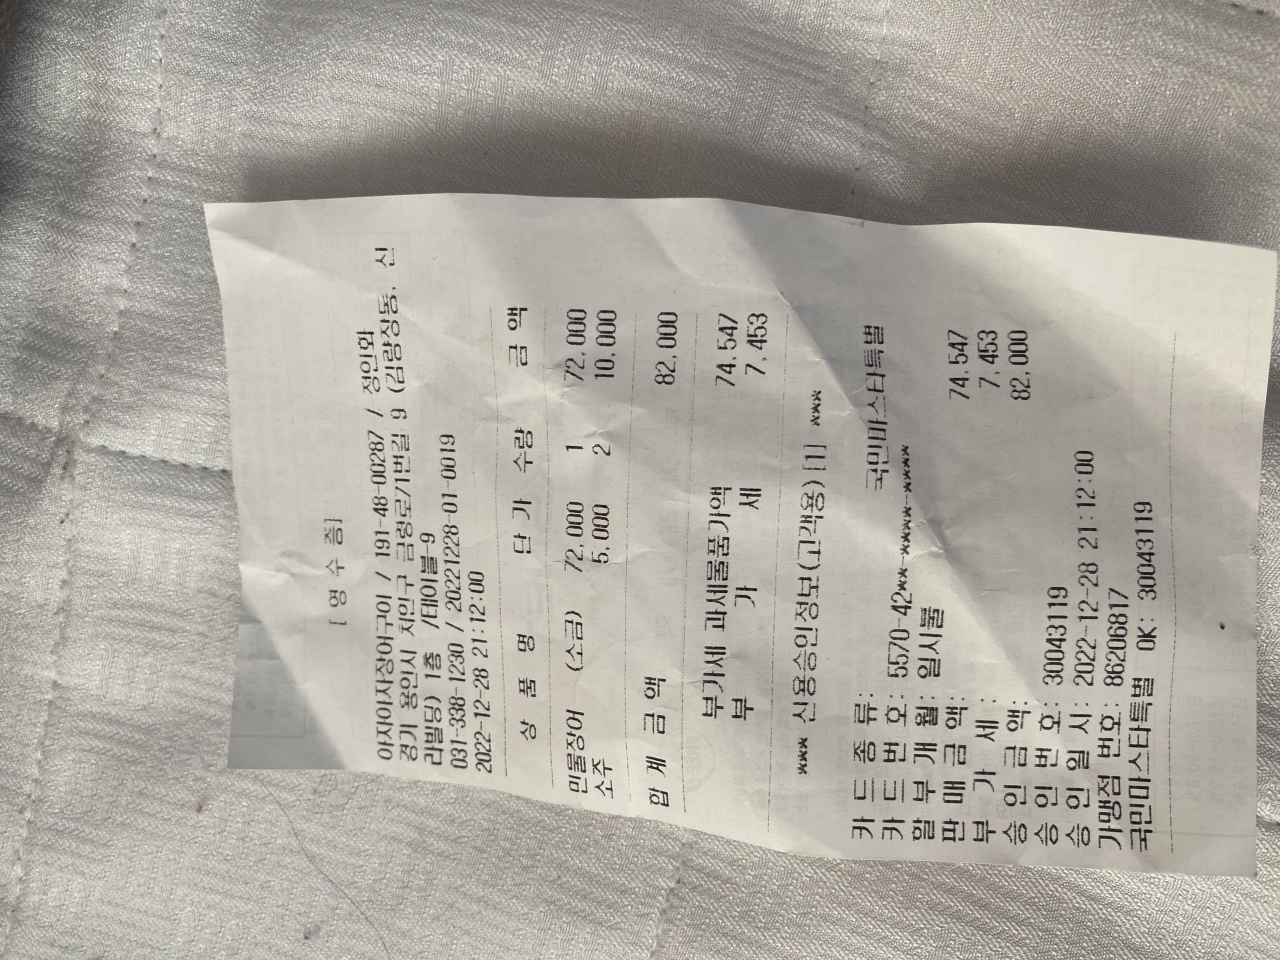 [ 영 수 증]
아자아자장어구이 / 191-48-00287 / 정인화
경기 용인시 처인구 금령로71번길 9 (김량장동, 신
라빌딩) 1층 /테이블-9
031-338-1230 / 20221228-01-0019
2022-12-28 21:12:00
상 품 명 단 가 수량 금 액
민물장어 (소금) 72,000 1 72,000
소주 5,000 2 10,000
합 계 금 액 82,000
부가세 과세물품가액 74,547
부 가 세 7,453
*** 신용승인정보(고객용) [1] ***
카 드 종 류: 국민마스타특별
카 드 번 호: 5570-42**-****-****
할 부 개 월: 일시불
판 매 금 액: 74,547
부 가 세 : 7,453
승 인 금 액: 82,000
승 인 번 호: 30043119
승 인 일 시: 2022-12-28 21:12:00
가맹점 번호: 86206817
국민마스타특별 OK: 30043119